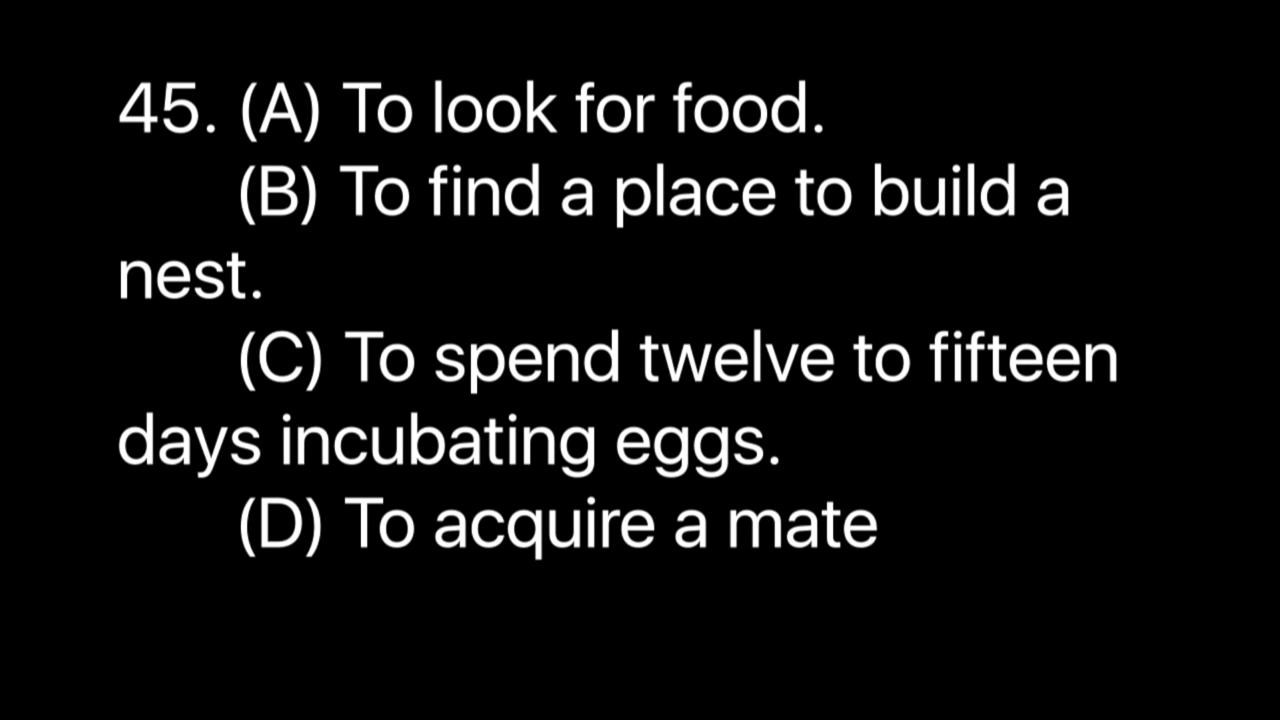 45. (A) To look for food.
(B) To find a place to build a
nest.
(C) To spend twelve to fifteen
days incubating eggs.
(D) To acquire a mate